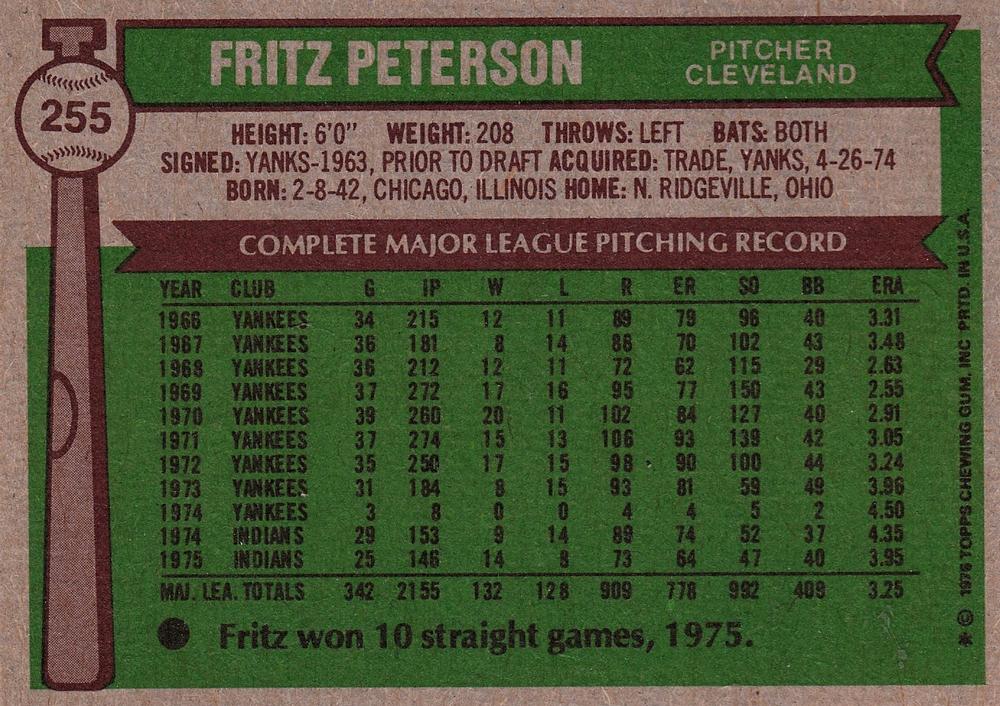 FRITZ PETERSON
PITCHER
CLEVELAND
255
HEIGHT: 6'0" WEIGHT: 208 THROWS: LEFT BATS: BOTH
SIGNED: YANKS-1963, PRIOR TO DRAFT ACQUIRED: TRADE, YANKS, 4-26-74
BORN: 2-8-42, CHICAGO, ILLINOIS HOME: N. RIDGEVILLE, OHIO
COMPLETE MAJOR LEAGUE PITCHING RECORD
YEAR CLUB G IP W L R ER SO BB ERA
1966 YANKEES 34 215 12 11 89 79 96 40 3.31
1967 YANKEES 36 181 8 14 86 70 102 43 3.48
1968 YANKEES 36 212 12 11 72 62 115 29 2.63
1969 YANKEES 37 272 17 16 95 77 150 43 2.55
1970 YANKEES 39 260 20 11 102 84 127 40 2.91
1971 YANKEES 37 274 15 13 106 93 139 42 3.05
1972 YANKEES 35 250 17 15 98 90 100 44 3.24
1973 YANKEES 31 184 8 15 93 81 59 49 3.96
1974 YANKEES 3 8 0 0 4 4 5 2 4.50
1974 INDIANS 29 153 9 14 89 74 52 37 4.35
1975 INDIANS 25 146 14 8 73 64 47 40 3.95
MAJ. LEA. TOTALS 342 2155 132 128 909 778 992 409 3.25
Fritz won 10 straight games, 1975.
* © 1976 TOPPS CHEWING GUM, INC PRTD. IN U.S.A.